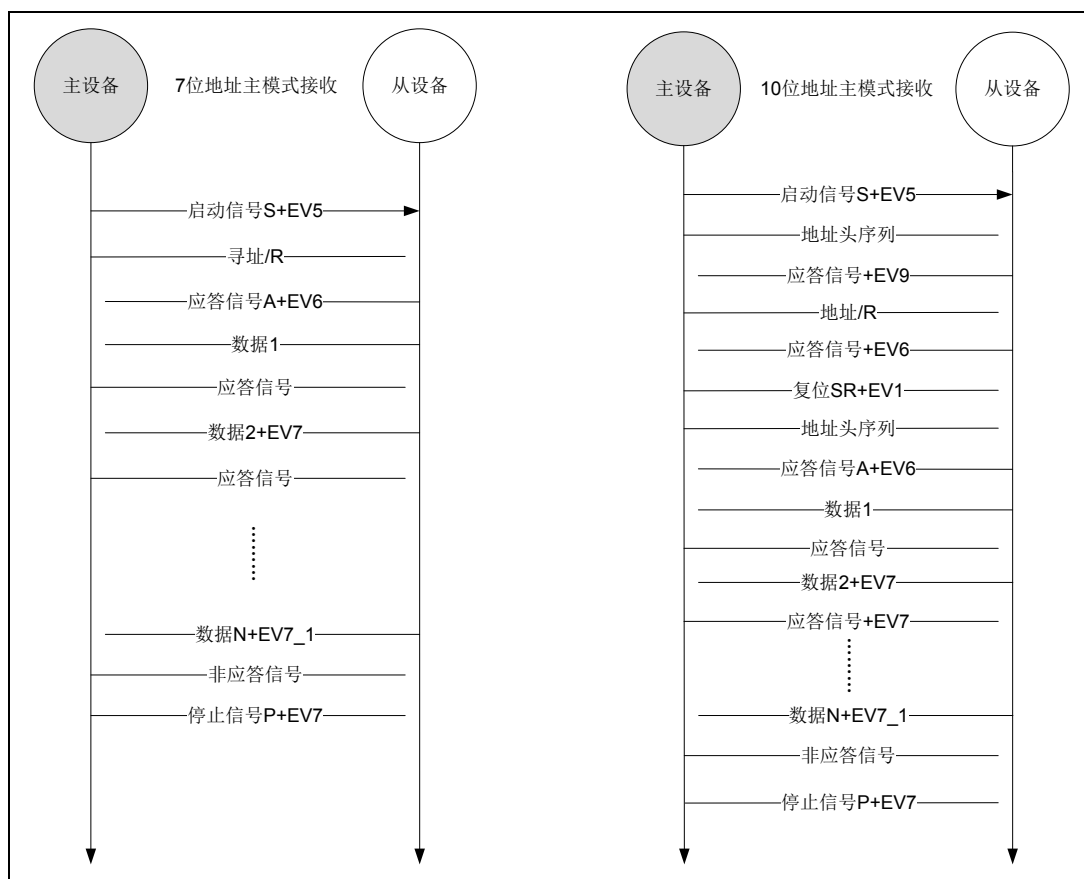 主设备
7位地址主模式接收
从设备
启动信号S+EV5
寻址/R
应答信号A+EV6
数据1
应答信号
数据2+EV7
应答信号
数据N+EV7_1
非应答信号
停止信号P+EV7
主设备
10位地址主模式接收
从设备
启动信号S+EV5
地址头序列
应答信号+EV9
地址/R
应答信号+EV6
复位SR+EV1
地址头序列
应答信号A+EV6
数据1
应答信号
数据2+EV7
应答信号+EV7
数据N+EV7_1
非应答信号
停止信号P+EV7